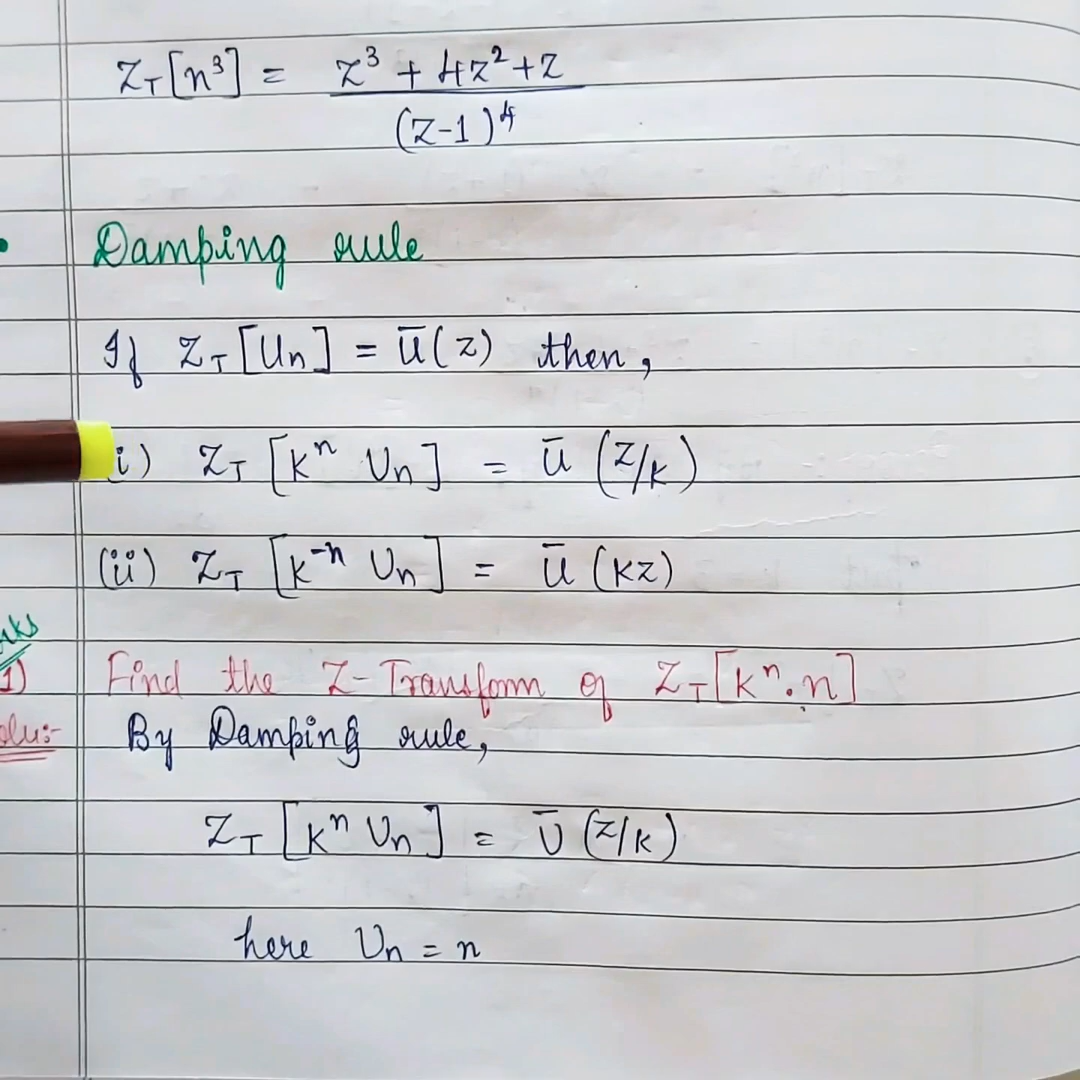 Z_T[n³] = z³ + 4z² + z / (z-1)⁴
Damping rule
If Z_T[Un] = ū(z) then,
i) Z_T [kⁿ Un] = ū (z/k)
(ii) Z_T [k⁻ⁿ Un] = ū (kz)
1) Find the Z-Transform of Z_T[kⁿ.n]
By Damping rule,
Z_T [kⁿ Un] = Ū (z/k)
here Un = n